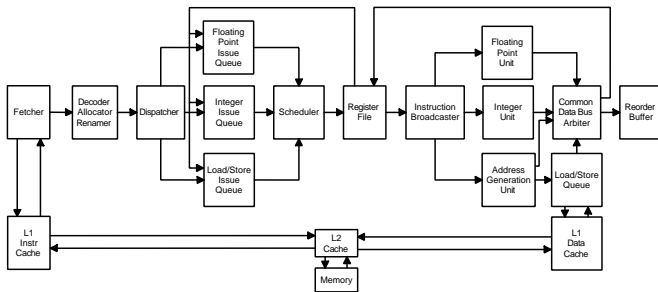 Floating
Point
Issue
Queue
Floating
Point
Unit
Fetcher
Decoder
Allocator
Renamer
Dispatcher
Integer
Issue
Queue
Scheduler
Register
File
Instruction
Broadcaster
Integer
Unit
Common
Data Bus
Arbiter
Reorder
Buffer
Load/Store
Issue
Queue
Address
Generation
Unit
Load/Store
Queue
L1
Instr
Cache
L2
Cache
L1
Data
Cache
Memory